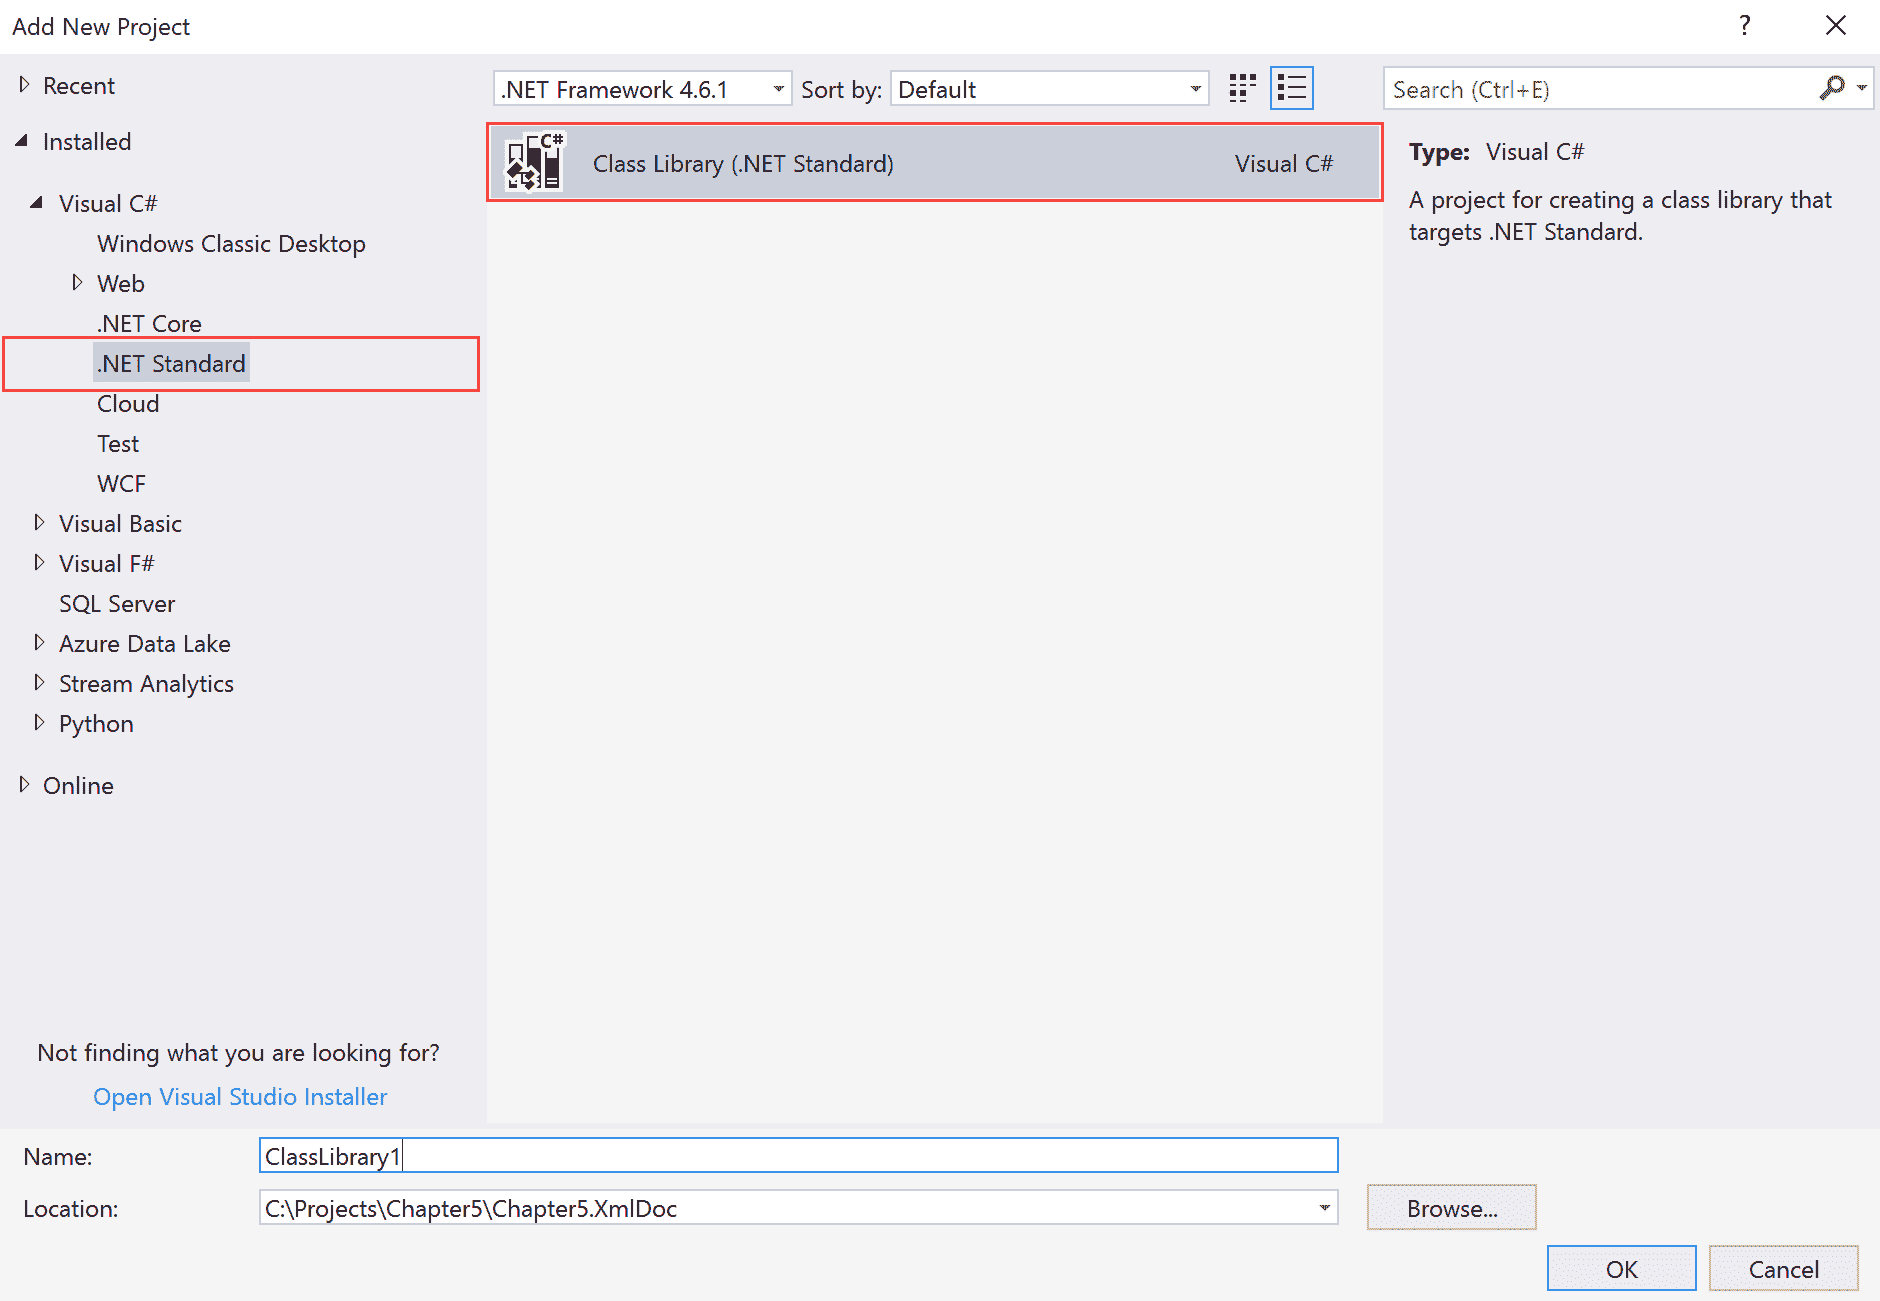 Add New Project
?
Recent
Installed
Visual C#
Windows Classic Desktop
Web
.NET Core
.NET Standard
Cloud
Test
WCF
Visual Basic
Visual F#
SQL Server
Azure Data Lake
Stream Analytics
Python
Online
Not finding what you are looking for?
Open Visual Studio Installer
.NET Framework 4.6.1
Sort by:
Default
C#
Class Library (.NET Standard)
Visual C#
Search (Ctrl+E)
Type: Visual C#
A project for creating a class library that
targets .NET Standard.
Name:
ClassLibrary1
Location:
C:\Projects\Chapter5\Chapter5.XmlDoc
Browse...
OK
Cancel